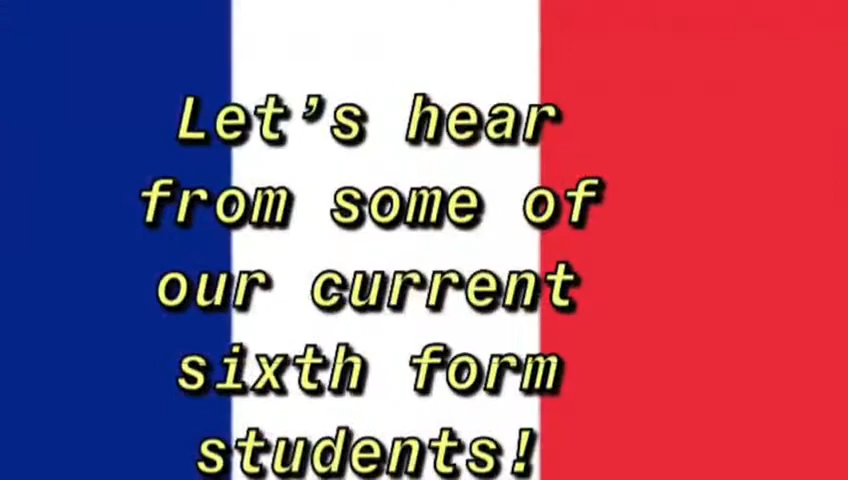 Let's hear
from some of
our current
sixth form
students!